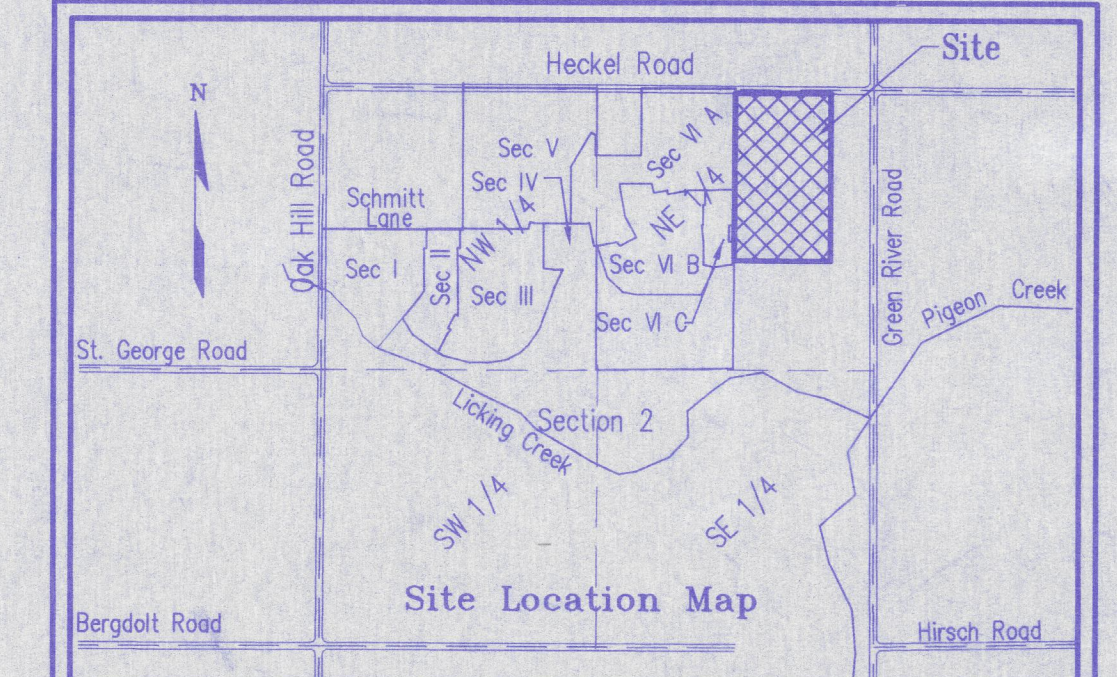 Site
Heckel Road
N
Sec VI A
Sec V
Sec IV
Oak Hill Road
Schmitt
Lane
NW 1/4
NE 1/4
Green River Road
Sec I
Sec II
Sec III
Sec VI B
Sec VI C
Pigeon Creek
St. George Road
Licking Creek
Section 2
SW 1/4
SE 1/4
Site Location Map
Bergdolt Road
Hirsch Road